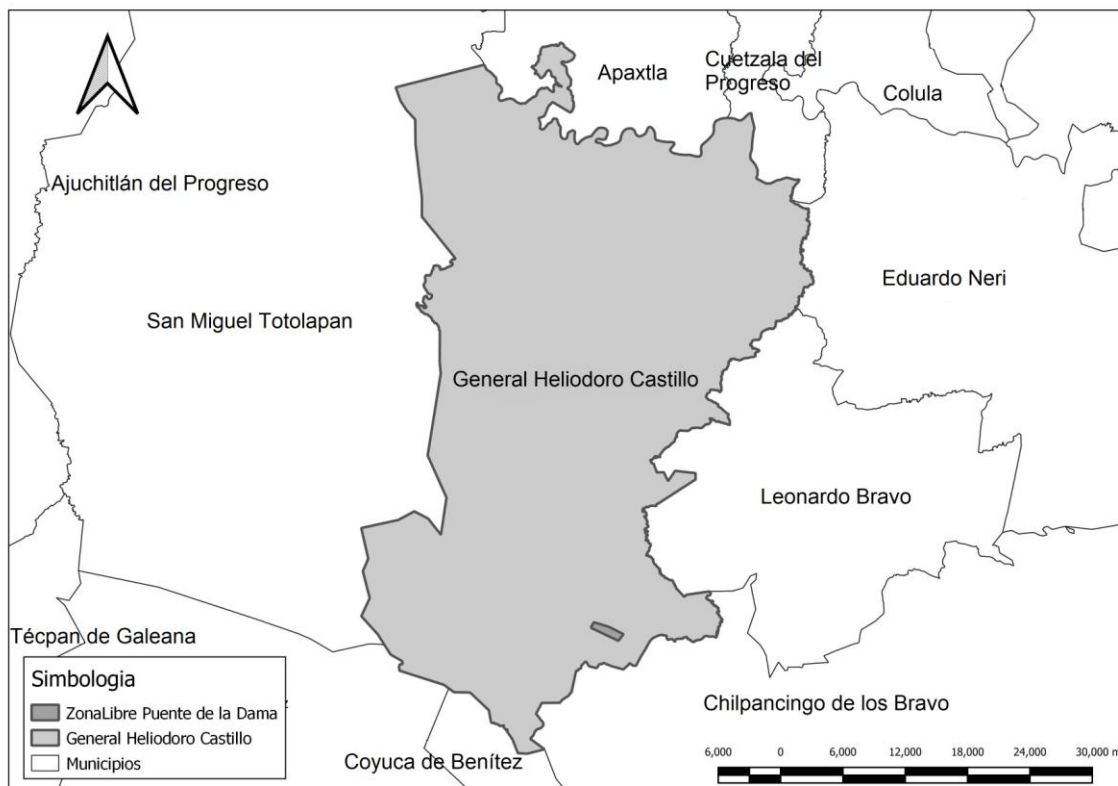 Apaxtla
Cuetzala del
Progreso
Colula
Ajuchitlán del Progreso
Eduardo Neri
San Miguel Totolapan
General Heliodoro Castillo
Leonardo Bravo
Técpan de Galeana
Chilpancingo de los Bravo
Coyuca de Benítez
Simbologia
ZonaLibre Puente de la Dama
General Heliodoro Castillo
Municipios
6,000 0 6,000 12,000 18,000 24,000 30,000 m